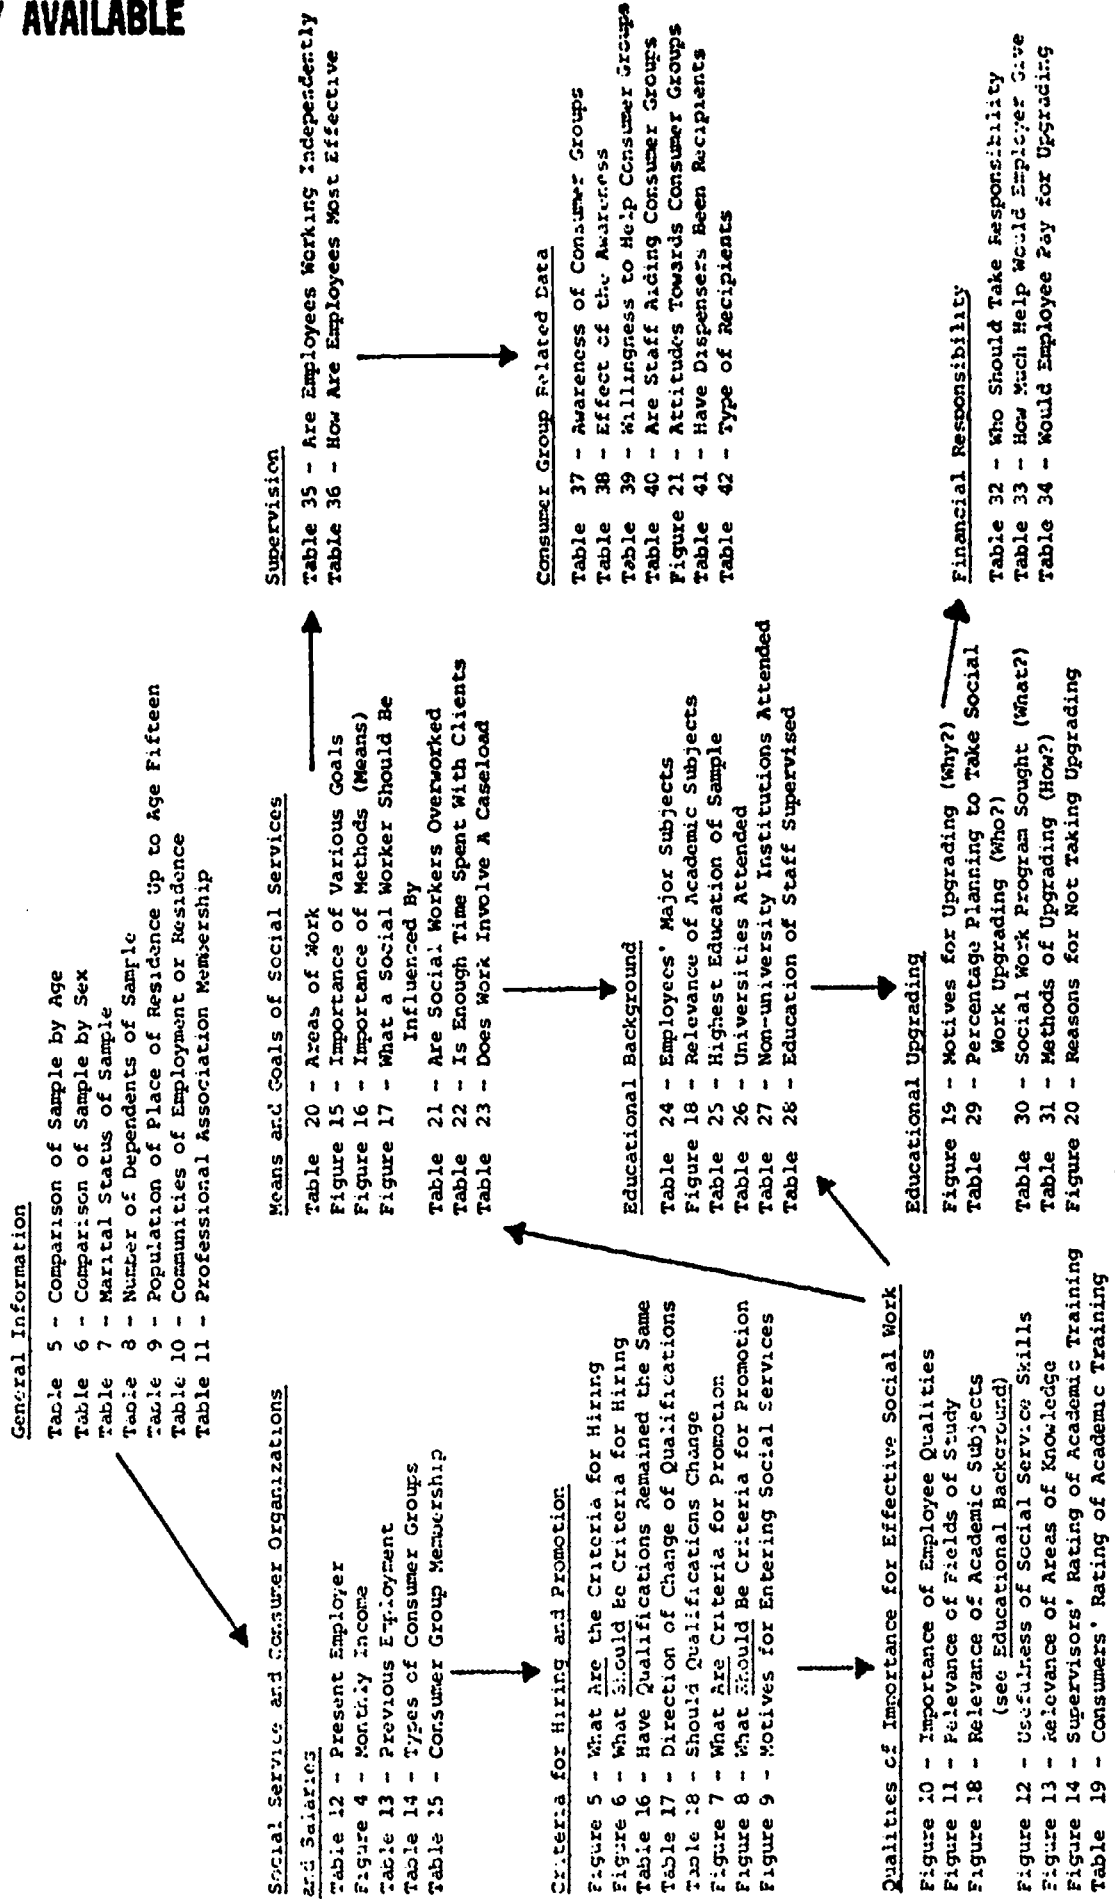 AVAILABLE
General Information
Table 5 - Comparison of Sample by Age
Table 6 - Comparison of Sample by Sex
Table 7 - Marital Status of Sample
Table 8 - Number of Dependents of Sample
Table 9 - Population of Place of Residence Up to Age Fifteen
Table 10 - Communities of Employment or Residence
Table 11 - Professional Association Membership
Social Service and Consumer Organizations
and Salaries
Table 12 - Present Employer
Figure 4 - Monthly Income
Table 13 - Previous Employment
Table 14 - Types of Consumer Groups
Table 15 - Consumer Group Membership
Criteria for Hiring and Promotion
Figure 5 - What Are the Criteria for Hiring
Figure 6 - What Should be Criteria for Hiring
Table 16 - Have Qualifications Remained the Same
Table 17 - Direction of Change of Qualifications
Table 18 - Should Qualifications Change
Figure 7 - What Are Criteria for Promotion
Figure 8 - What Should Be Criteria for Promotion
Figure 9 - Motives for Entering Social Services
Qualities of Importance for Effective Social Work
Figure 10 - Importance of Employee Qualities
Figure 11 - Relevance of Fields of Study
Figure 18 - Relevance of Academic Subjects
(see Educational Background)
Figure 12 - Usefulness of Social Service Skills
Figure 13 - Relevance of Areas of Knowledge
Figure 14 - Supervisors' Rating of Academic Training
Table 19 - Consumers' Rating of Academic Training
Means and Goals of Social Services
Table 20 - Areas of Work
Figure 15 - Importance of Various Goals
Figure 16 - Importance of Methods (Means)
Figure 17 - What a Social Worker Should Be
Influenced By
Table 21 - Are Social Workers Overworked
Table 22 - Is Enough Time Spent With Clients
Table 23 - Does Work Involve A Caseload
Educational Background
Table 24 - Employees' Major Subjects
Figure 18 - Relevance of Academic Subjects
Table 25 - Highest Education of Sample
Table 26 - Universities Attended
Table 27 - Non-university Institutions Attended
Table 28 - Education of Staff Supervised
Educational Upgrading
Figure 19 - Motives for Upgrading (Why?)
Table 29 - Percentage Planning to Take Social
Work Upgrading (Who?)
Table 30 - Social Work Program Sought (What?)
Table 31 - Methods of Upgrading (How?)
Figure 20 - Reasons for Not Taking Upgrading
Supervision
Table 35 - Are Employees Working Independently
Table 36 - How Are Employees Most Effective
Consumer Group Related Data
Table 37 - Awareness of Consumer Groups
Table 38 - Effect of the Awareness
Table 39 - Willingness to Help Consumer Groups
Table 40 - Are Staff Aiding Consumer Groups
Figure 21 - Attitudes Towards Consumer Groups
Table 41 - Have Dispensers Been Recipients
Table 42 - Type of Recipients
Financial Responsibility
Table 32 - Who Should Take Responsibility
Table 33 - How Much Help Would Employer Give
Table 34 - Would Employee Pay for Upgrading